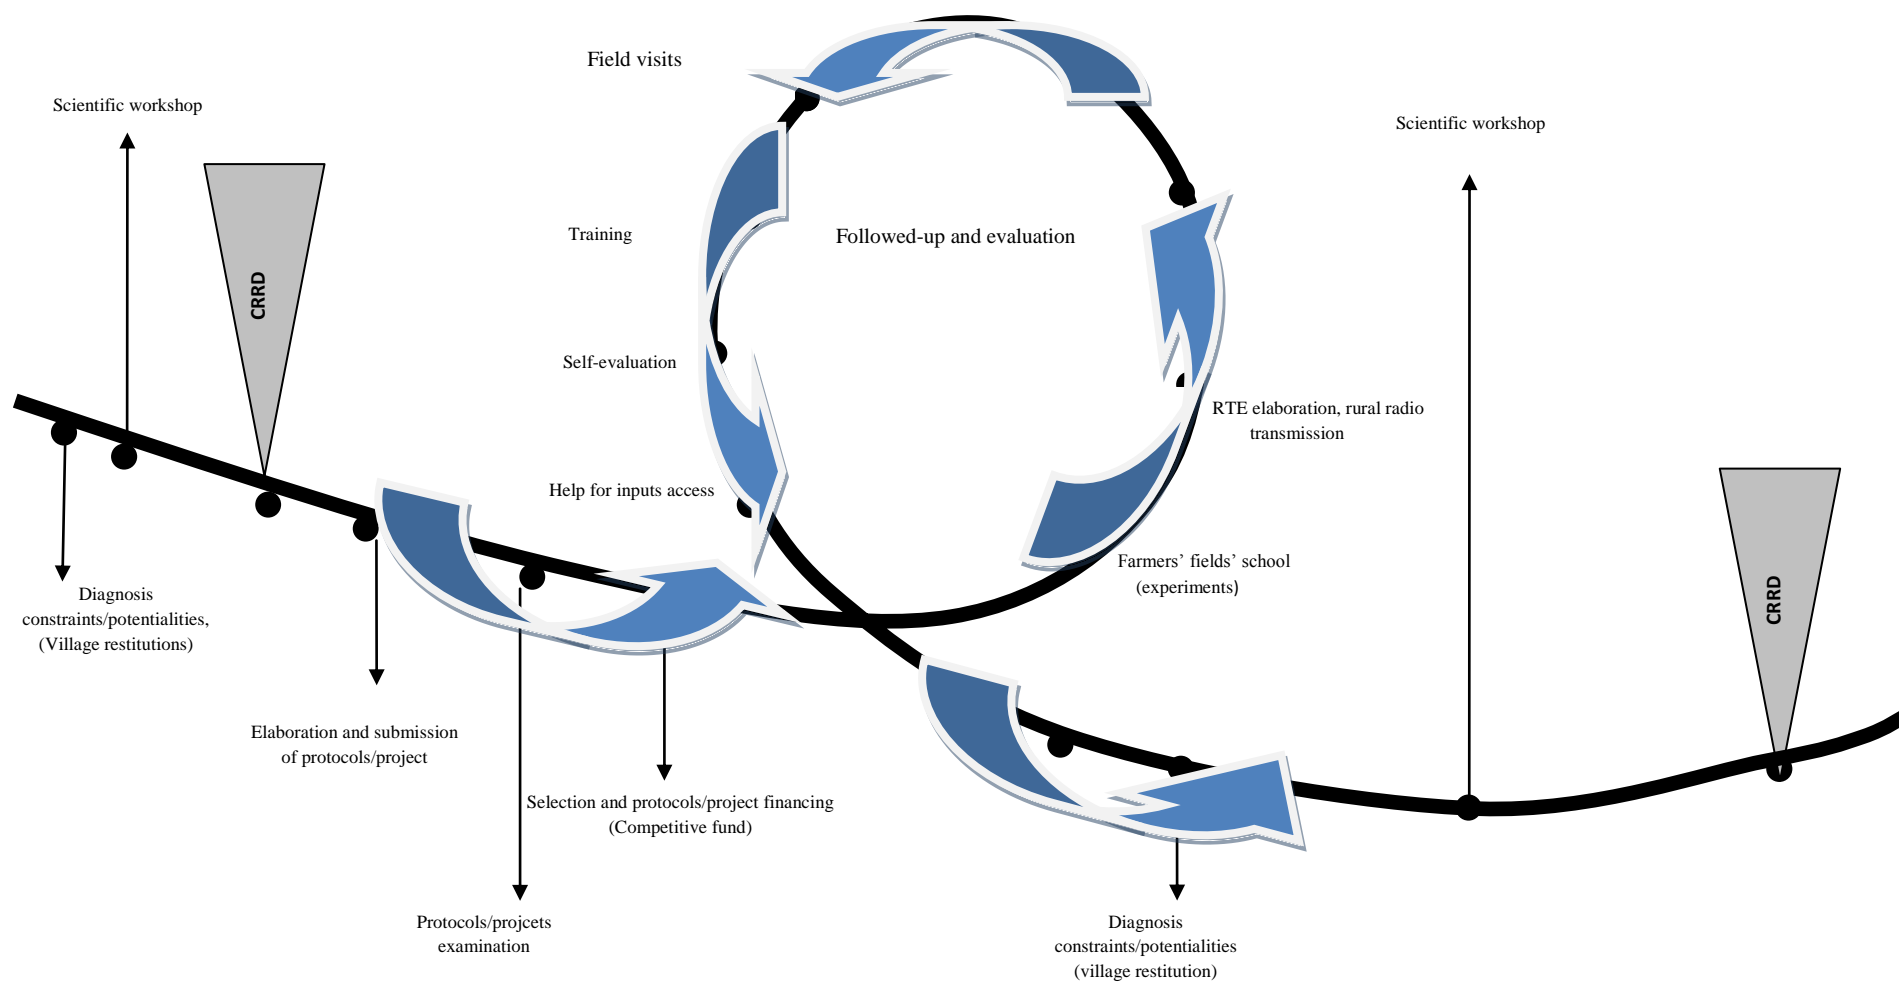 Field visits
Scientific workshop
Scientific workshop
CRRD
Training
Followed-up and evaluation
Self-evaluation
RTE elaboration, rural radio
transmission
Help for inputs access
Farmers’ fields’ school
(experiments)
CRRD
Diagnosis
constraints/potentialities,
(Village restitutions)
Elaboration and submission
of protocols/project
Selection and protocols/project financing
(Competitive fund)
Protocols/projcets
examination
Diagnosis
constraints/potentialities
(village restitution)